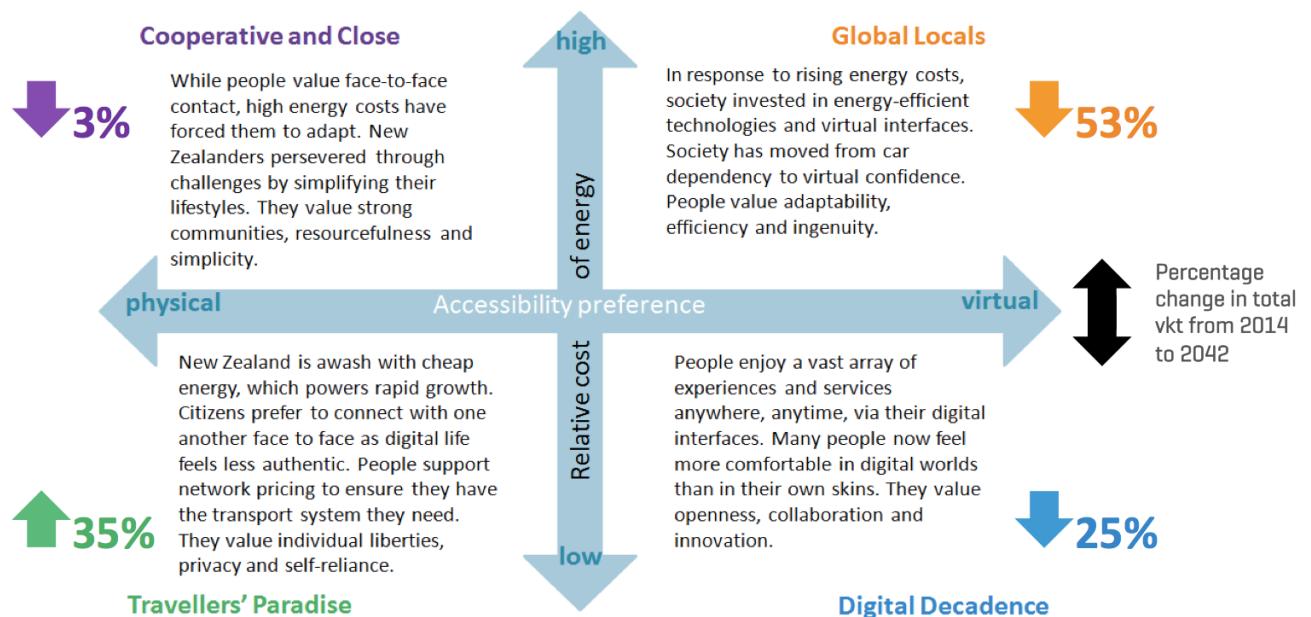 Cooperative and Close
3%
While people value face-to-face
contact, high energy costs have
forced them to adapt. New
Zealanders persevered through
challenges by simplifying their
lifestyles. They value strong
communities, resourcefulness and
simplicity.
high
Global Locals
In response to rising energy costs,
society invested in energy-efficient
technologies and virtual interfaces.
Society has moved from car
dependency to virtual confidence.
People value adaptability,
efficiency and ingenuity.
53%
physical
Accessibility preference
virtual
Relative cost of energy
Percentage
change in total
vkt from 2014
to 2042
New Zealand is awash with cheap
energy, which powers rapid growth.
Citizens prefer to connect with one
another face to face as digital life
feels less authentic. People support
network pricing to ensure they have
the transport system they need.
They value individual liberties,
privacy and self-reliance.
35%
Travellers’ Paradise
low
People enjoy a vast array of
experiences and services
anywhere, anytime, via their digital
interfaces. Many people now feel
more comfortable in digital worlds
than in their own skins. They value
openness, collaboration and
innovation.
25%
Digital Decadence